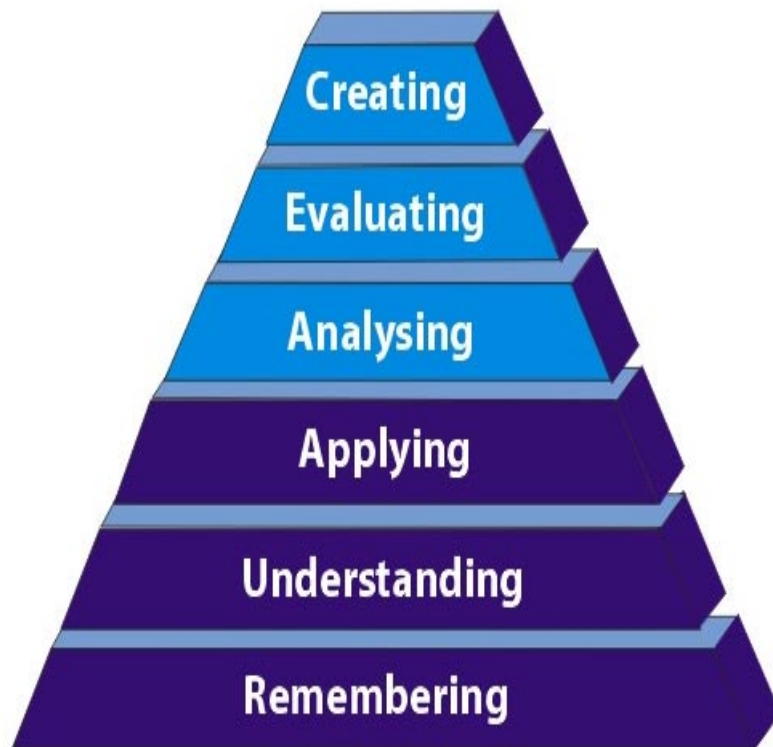 Creating
Evaluating
Analysing
Applying
Understanding
Remembering